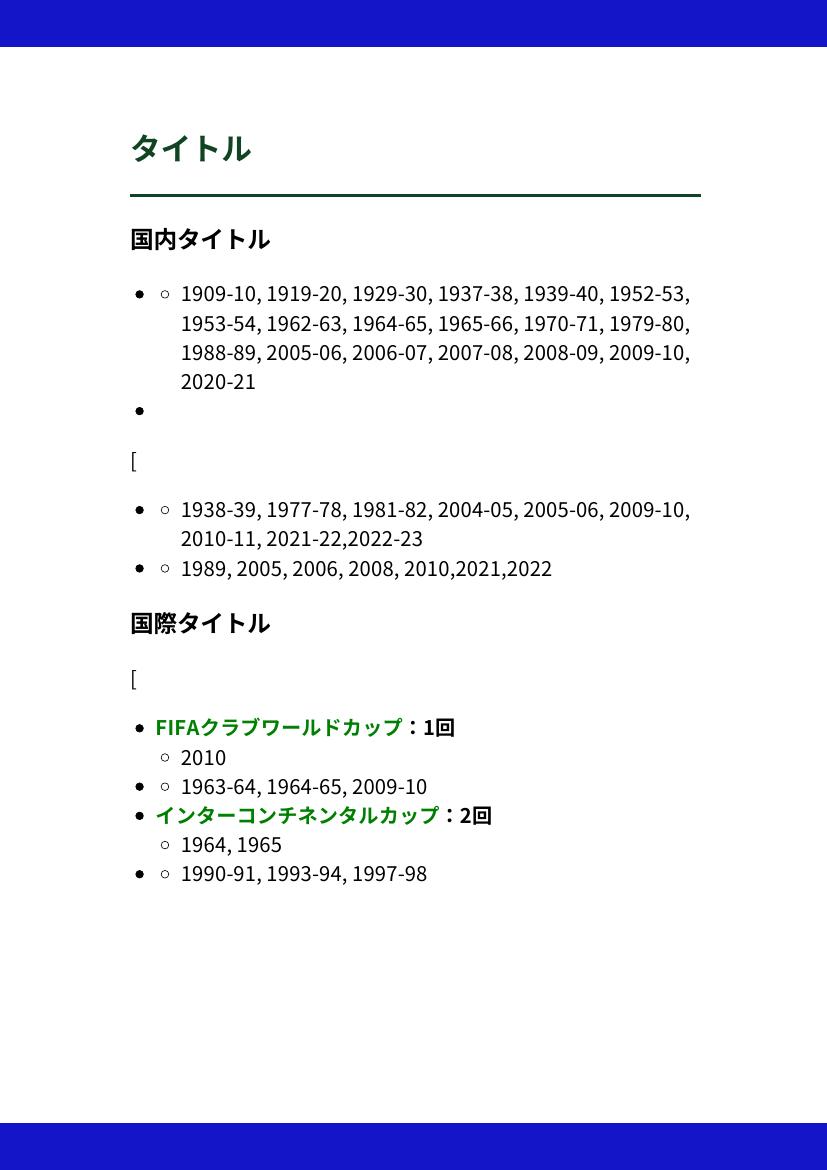 タイトル
国内タイトル
1909-10, 1919-20, 1929-30, 1937-38, 1939-40, 1952-53,
1953-54, 1962-63, 1964-65, 1965-66, 1970-71, 1979-80,
1988-89, 2005-06, 2006-07, 2007-08, 2008-09, 2009-10,
2020-21
[
1938-39, 1977-78, 1981-82, 2004-05, 2005-06, 2009-10,
2010-11, 2021-22,2022-23
1989, 2005, 2006, 2008, 2010,2021,2022
国際タイトル
[
FIFAクラブワールドカップ：1回
2010
1963-64, 1964-65, 2009-10
インターコンチネンタルカップ：2回
1964, 1965
1990-91, 1993-94, 1997-98